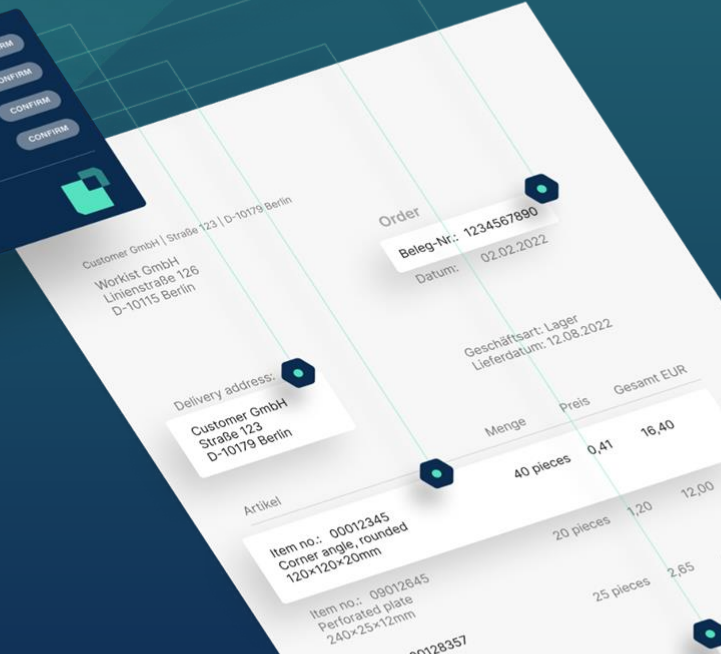 CONFIRM
CONFIRM
Customer GmbH | Straße 123 | D-10179 Berlin
Workist GmbH
Linienstraße 126
D-10115 Berlin
Order
Beleg-Nr.: 1234567890
Datum: 02.02.2022
Geschäftsart: Lager
Lieferdatum: 12.08.2022
Delivery address:
Customer GmbH
Straße 123
D-10179 Berlin
Artikel Menge Preis Gesamt EUR
Item no.: 00012345 40 pieces 0,41 16,40
Corner angle, rounded
120×120×20mm
Item no.: 09012645 20 pieces 1,20 12,00
Perforated plate
240×25×12mm
25 pieces 2,65